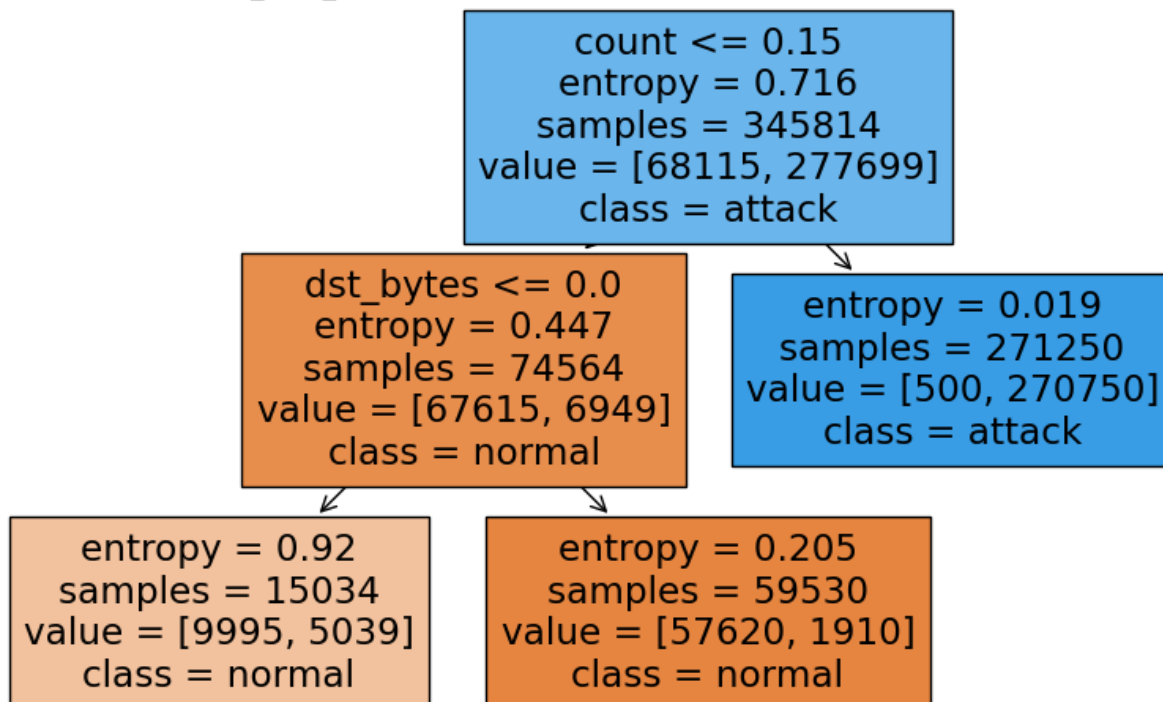 count <= 0.15
entropy = 0.716
samples = 345814
value = [68115, 277699]
class = attack
dst_bytes <= 0.0
entropy = 0.447
samples = 74564
value = [67615, 6949]
class = normal
entropy = 0.019
samples = 271250
value = [500, 270750]
class = attack
entropy = 0.92
samples = 15034
value = [9995, 5039]
class = normal
entropy = 0.205
samples = 59530
value = [57620, 1910]
class = normal